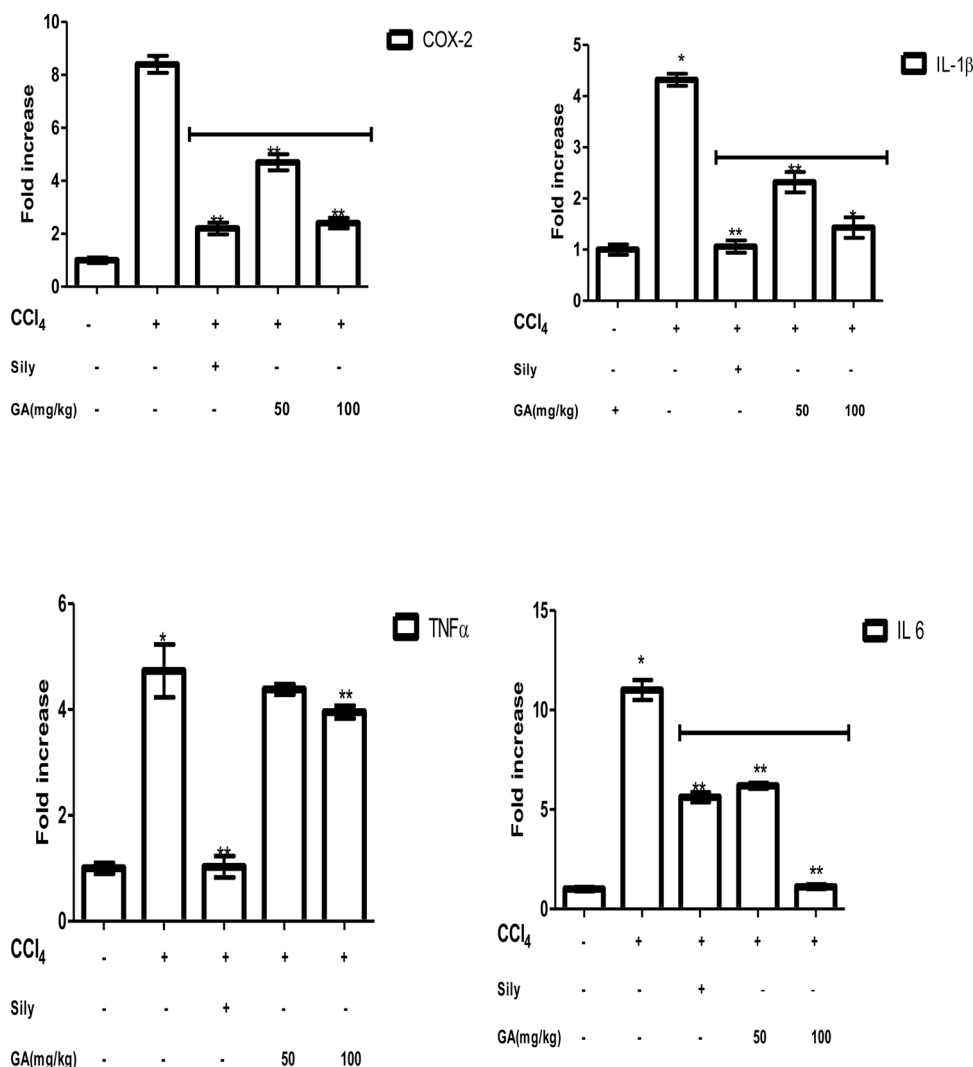 COX-2
Fold increase
10
8
6
4
2
0
**
**
**
CCl₄ - + + + +
Sily - - + - -
GA(mg/kg) - - - 50 100
IL-1β
Fold increase
5
4
3
2
1
0
*
**
**
*
CCl₄ - + + + +
Sily - - + - -
GA(mg/kg) + - - 50 100
TNFα
Fold increase
6
4
2
0
*
**
**
CCl₄ - + + + +
Sily - - + - -
GA(mg/kg) - - - 50 100
IL 6
Fold increase
15
10
5
0
*
**
**
**
CCl₄ - + + + +
Sily - - + - -
GA(mg/kg) - - - 50 100